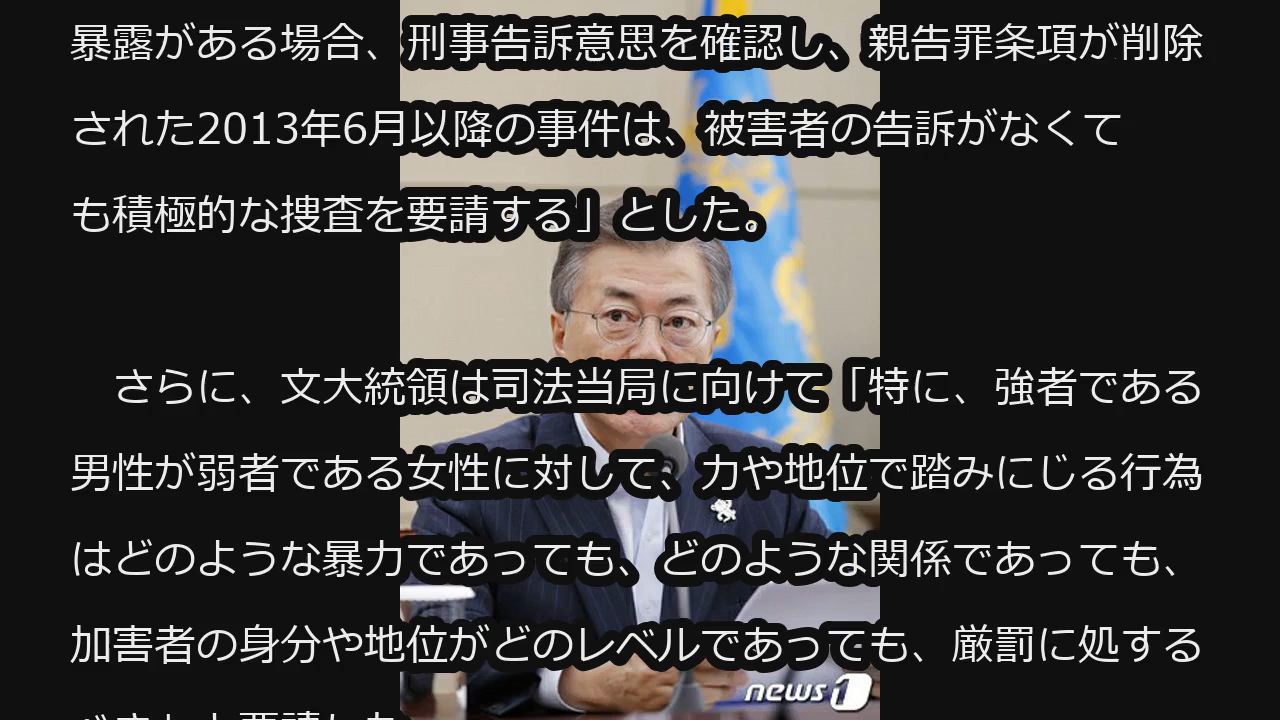 暴露がある場合、刑事告訴意思を確認し、親告罪条項が削除
された2013年6月以降の事件は、被害者の告訴がなくて
も積極的な捜査を要請する」とした。
さらに、文大統領は司法当局に向けて「特に、強者である
男性が弱者である女性に対して、力や地位で踏みにじる行為
はどのような暴力であっても、どのような関係であっても、
加害者の身分や地位がどのレベルであっても、厳罰に処する
news1